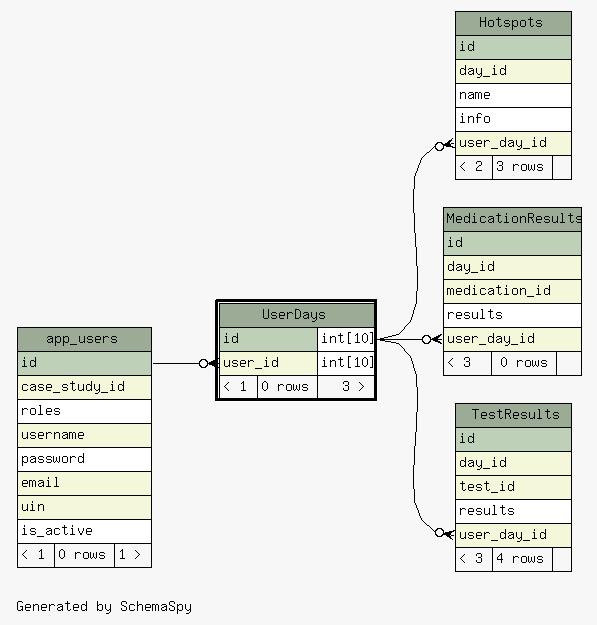 Hotspots
id
day_id
name
info
user_day_id
< 2 3 rows
MedicationResults
id
day_id
medication_id
results
user_day_id
< 3 0 rows
UserDays
id int[10]
user_id int[10]
< 1 0 rows 3 >
app_users
id
case_study_id
roles
username
password
email
uin
is_active
< 1 0 rows 1 >
TestResults
id
day_id
test_id
results
user_day_id
< 3 4 rows
Generated by SchemaSpy